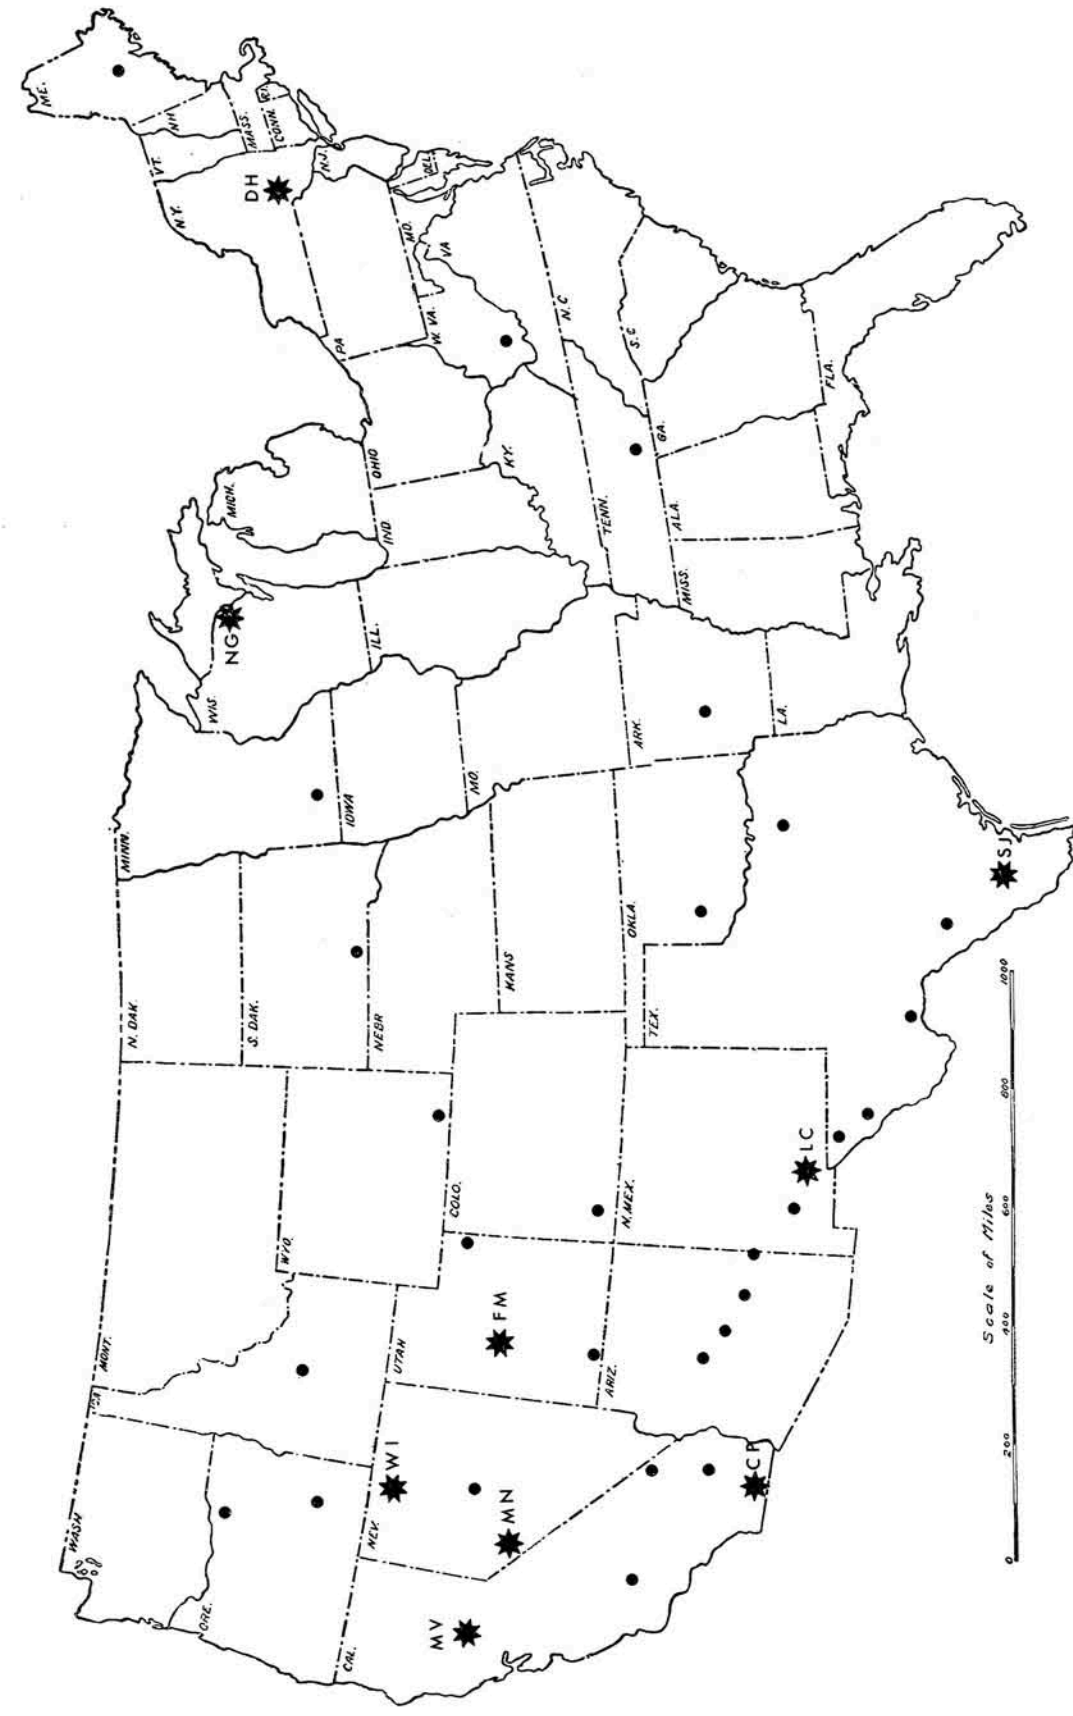 WASH
MONT.
N. DAK.
MINN.
ME.
VT.
NH
N.Y.
MASS.
CONN.
R.I.
DH
N.J.
PA
MD.
DEL.
W. VA.
VA
OHIO
MICH.
IND
ILL.
WIS.
NG
IOWA
S. DAK.
NEBR
WYO.
IDA
ORE.
CAL.
NEV.
WI
UTAH
COLO.
KANS
MO.
KY.
TENN.
N.C
S.C
GA.
ALA.
MISS.
FLA.
ARK.
LA.
OKLA.
TEX.
N.MEX.
ARIZ.
MV
MN
FM
CP
LC
SJ
Scale of Miles
0 200 400 600 800 1000